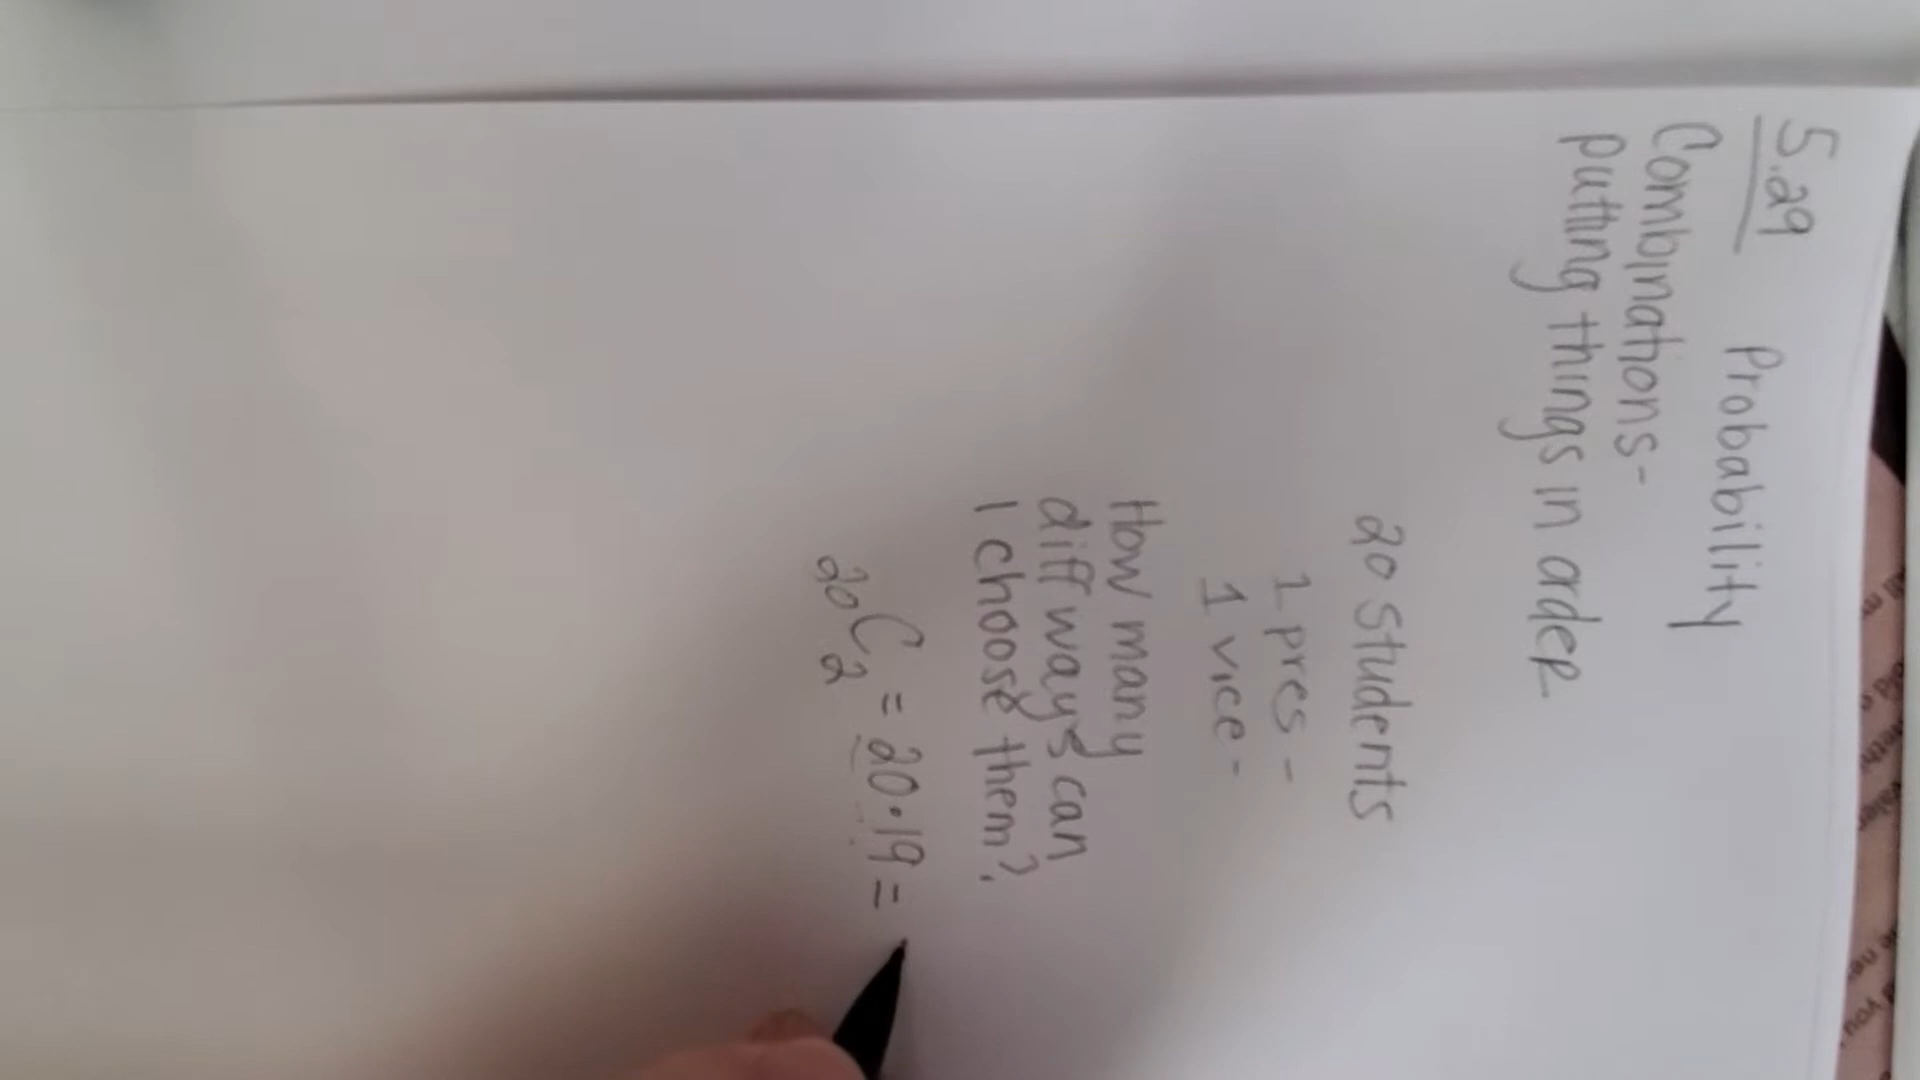 5.29 Probability
Combinations-
putting things in order
20 students
1 pres -
1 vice -
How many
diff ways can
I choose them?
20C2 = 20·19 =